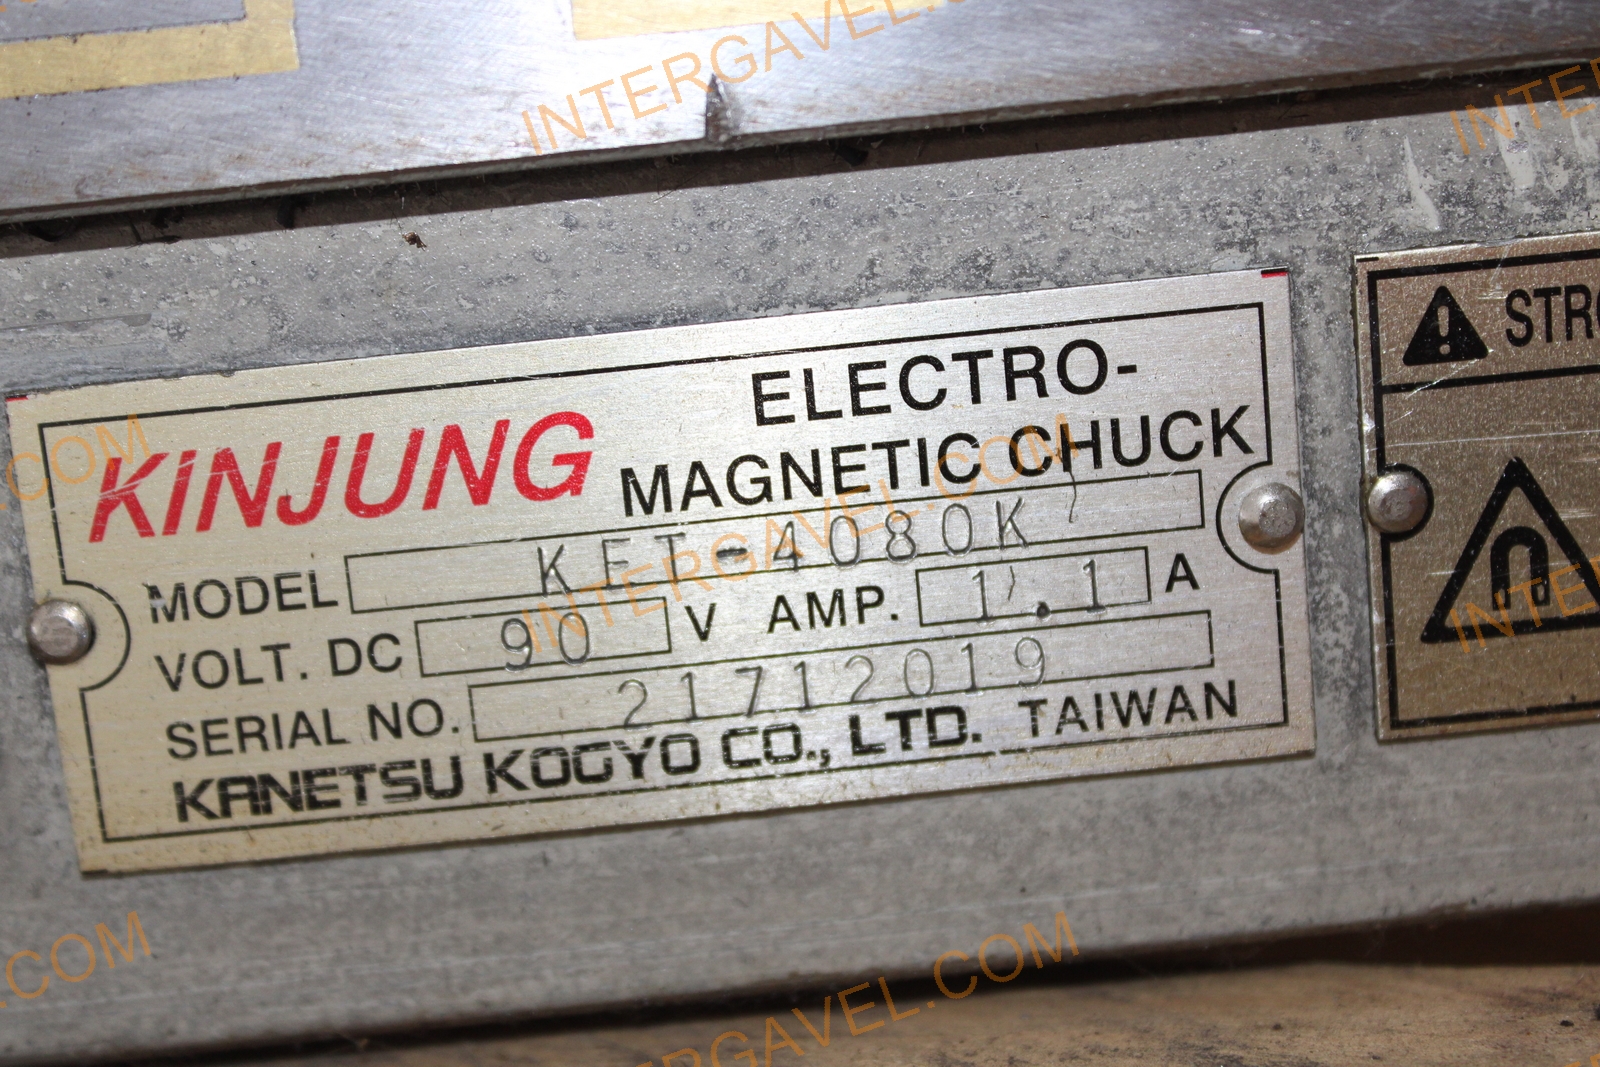 KINJUNG ELECTRO-
MAGNETIC CHUCK
MODEL KET-4080K
VOLT. DC 90 V AMP. 1.1 A
SERIAL NO. 21712019
KANETSU KOGYO CO., LTD. TAIWAN
INTERGAVEL.COM